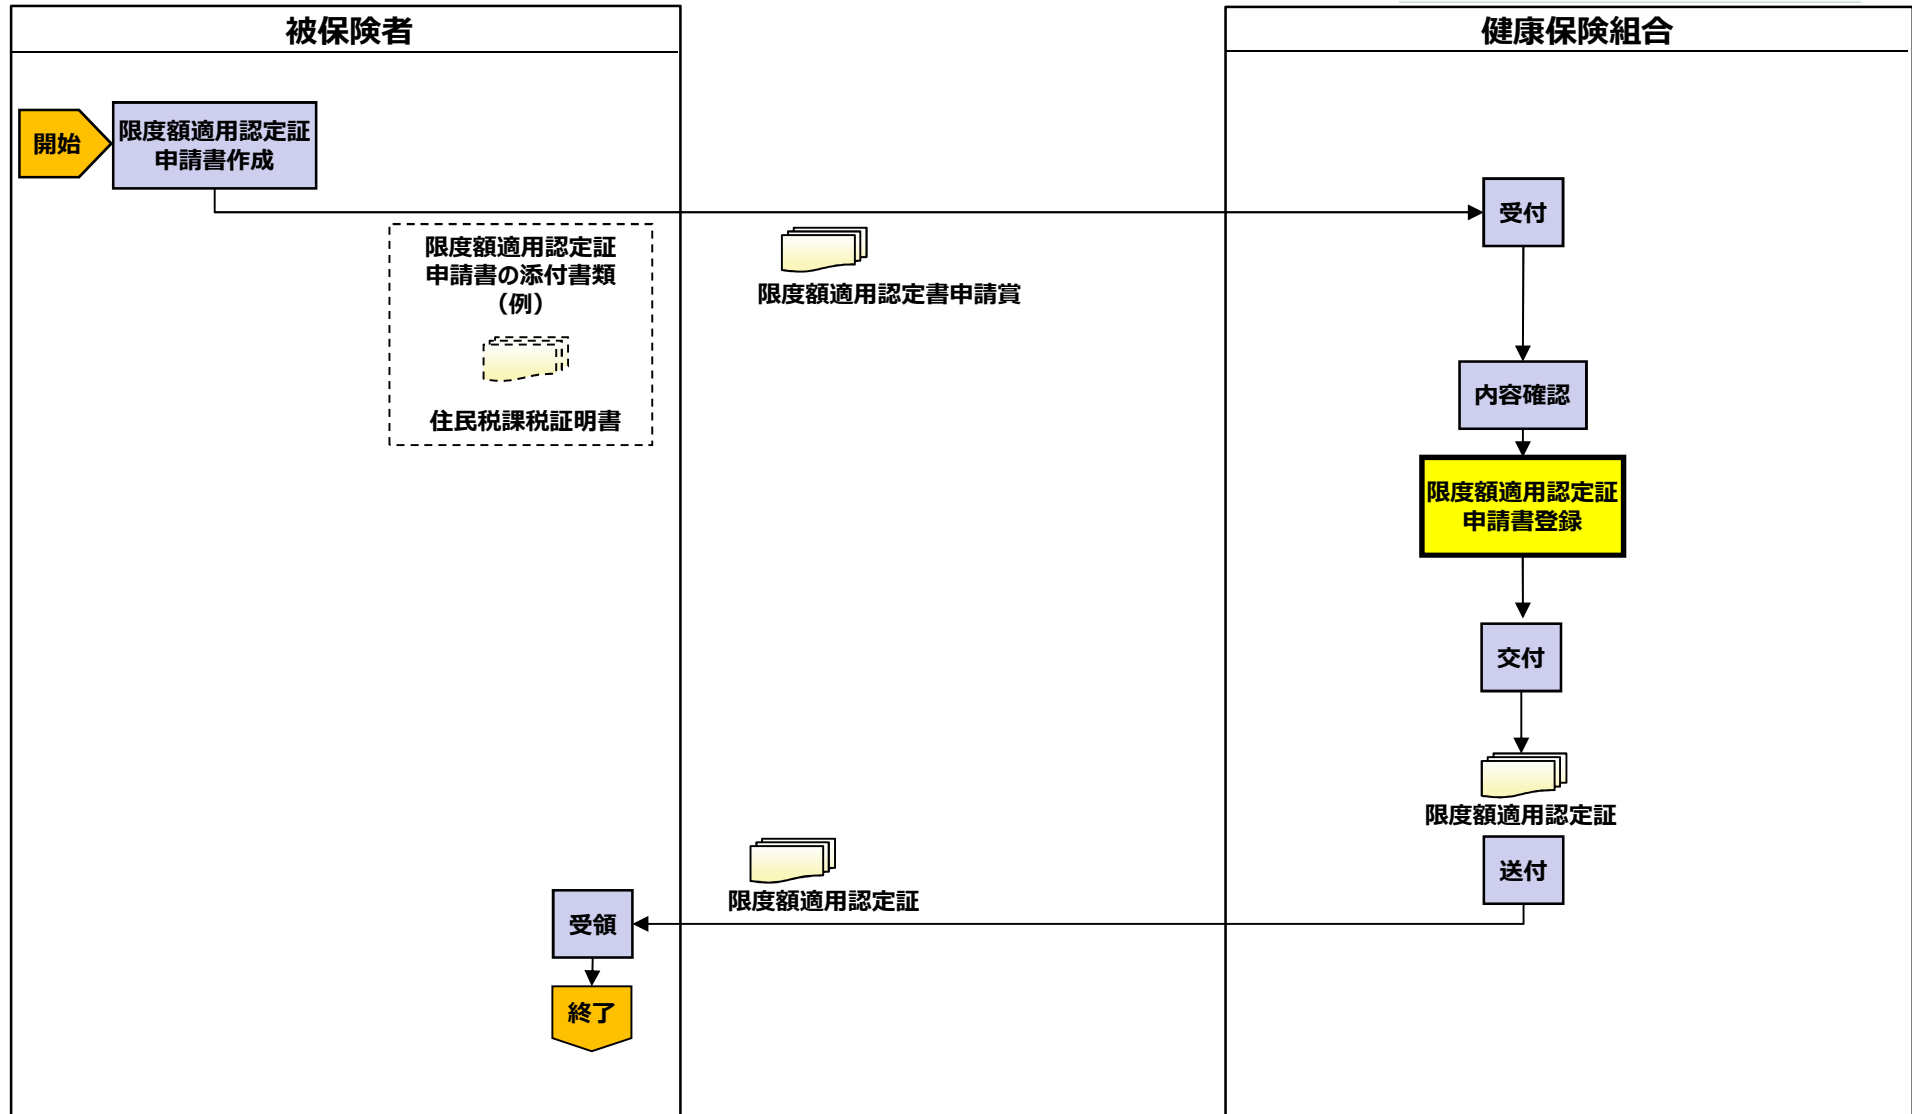 被保険者
健康保険組合
開始
限度額適用認定証
申請書作成
受付
限度額適用認定証
申請書の添付書類
（例）
住民税課税証明書
限度額適用認定書申請賞
内容確認
限度額適用認定証
申請書登録
交付
限度額適用認定証
送付
限度額適用認定証
受領
終了